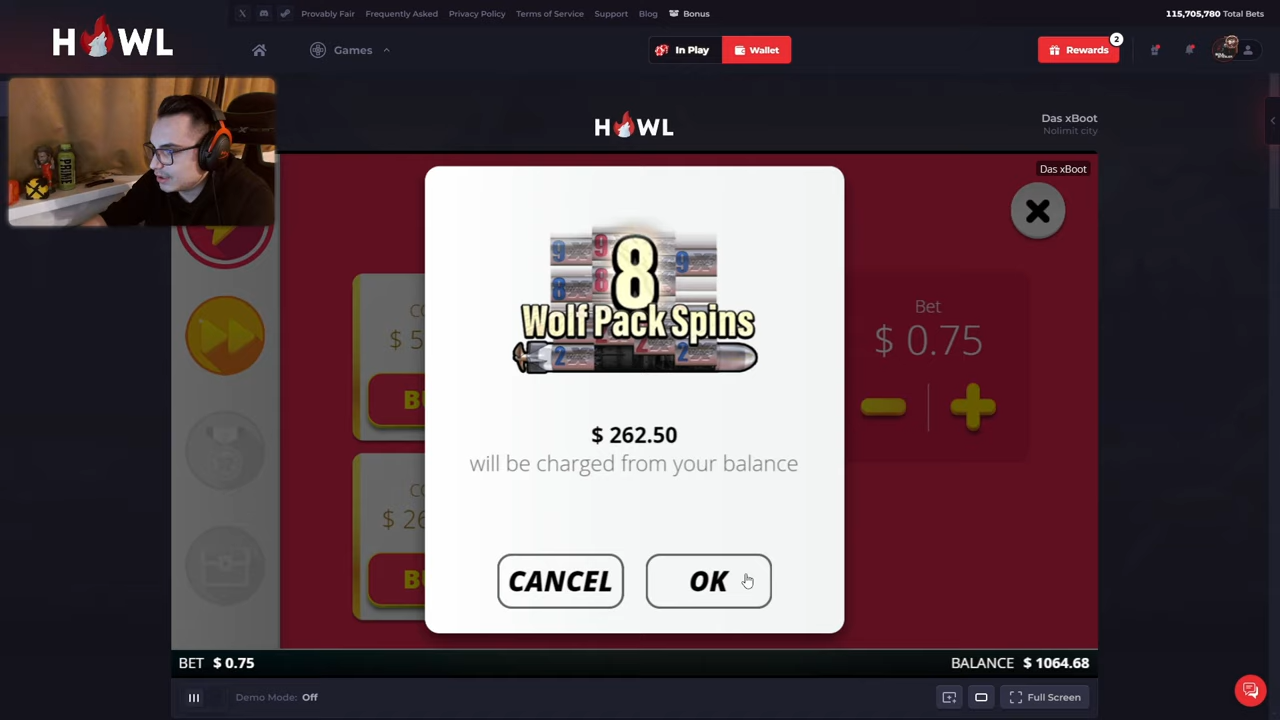 Provably Fair Frequently Asked Privacy Policy Terms of Service Support Blog Bonus 115,705,780 Total Bets
HOWL Games In Play Wallet Rewards 2
HOWL Das xBoot
Nolimit city
Das xBoot
8
Wolf Pack Spins
Bet
$ 0.75
$ 262.50
will be charged from your balance
CANCEL OK
BET $ 0.75 BALANCE $ 1064.68
Demo Mode: Off Full Screen